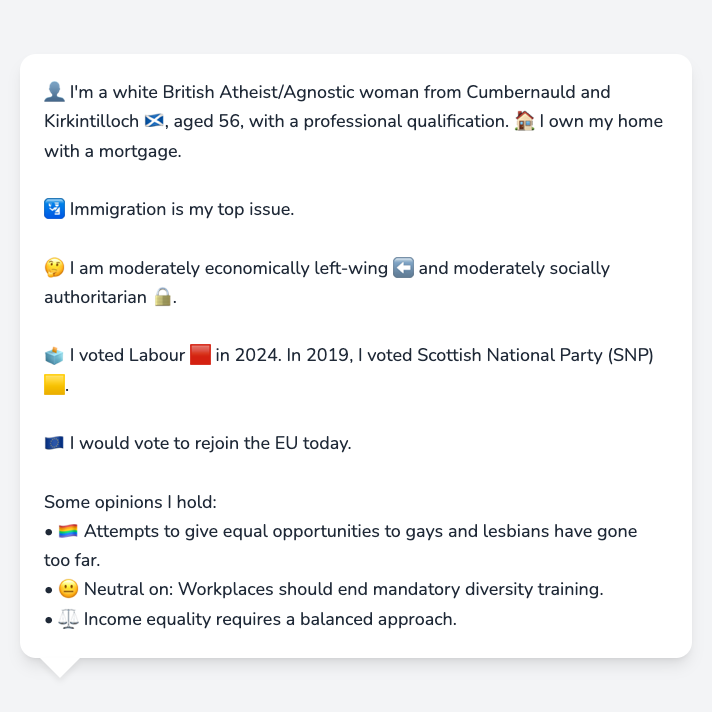 👤 I'm a white British Atheist/Agnostic woman from Cumbernauld and
Kirkintilloch 🏴󠁧󠁢󠁳󠁣󠁴󠁿, aged 56, with a professional qualification. 🏠 I own my home
with a mortgage.
🛂 Immigration is my top issue.
🤔 I am moderately economically left-wing ⬅️ and moderately socially
authoritarian 🔒.
🗳️ I voted Labour 🟥 in 2024. In 2019, I voted Scottish National Party (SNP)
🟨.
🇪🇺 I would vote to rejoin the EU today.
Some opinions I hold:
• 🏳️‍🌈 Attempts to give equal opportunities to gays and lesbians have gone
too far.
• 😐 Neutral on: Workplaces should end mandatory diversity training.
• ⚖️ Income equality requires a balanced approach.